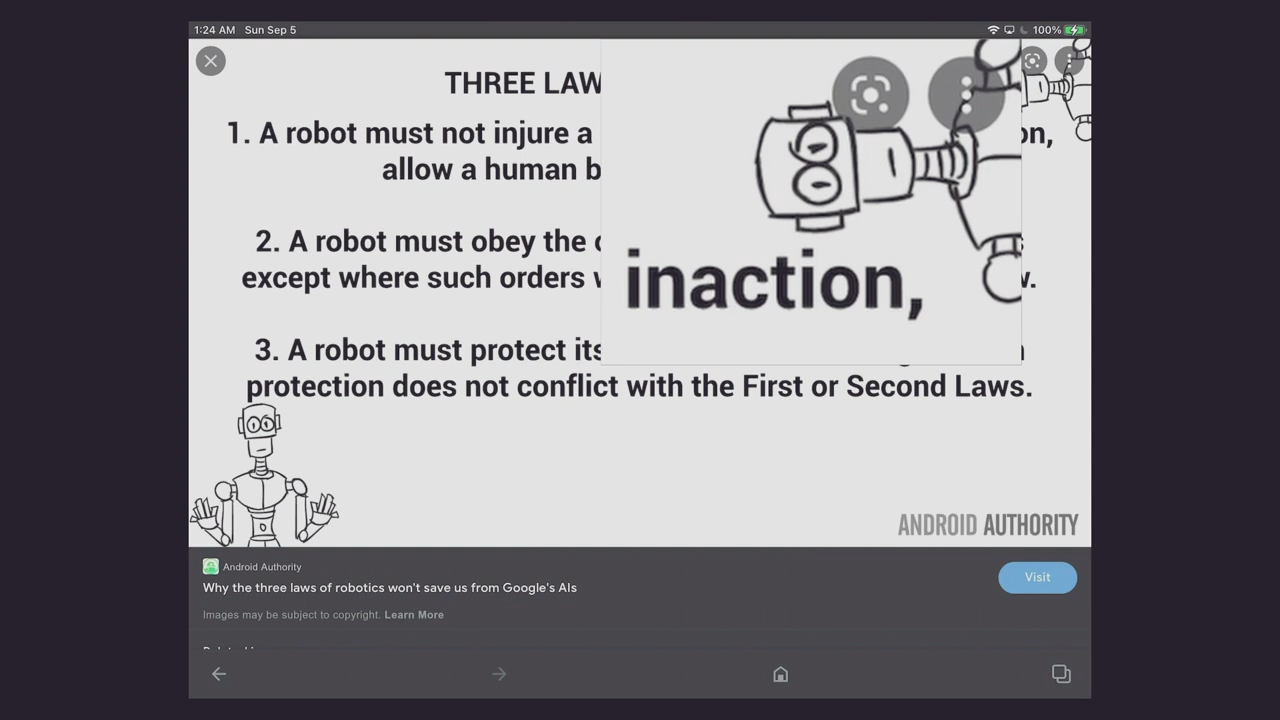 1:24 AM Sun Sep 5
100%
THREE LAW
1. A robot must not injure a
allow a human b
inaction,
2. A robot must obey the
except where such orders
3. A robot must protect its
protection does not conflict with the First or Second Laws.
ANDROID AUTHORITY
Android Authority
Why the three laws of robotics won't save us from Google's AIs
Visit
Images may be subject to copyright. Learn More